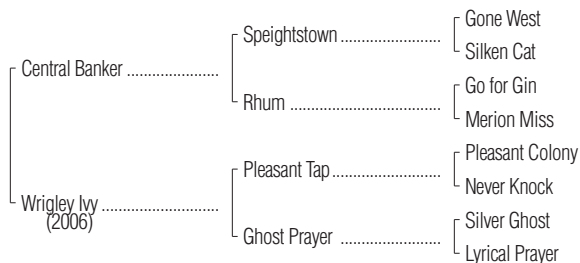 Gone West
Speightstown
Silken Cat
Central Banker
Go for Gin
Rhum
Merion Miss
Pleasant Colony
Pleasant Tap
Never Knock
Wrigley Ivy
(2006)
Silver Ghost
Ghost Prayer
Lyrical Prayer